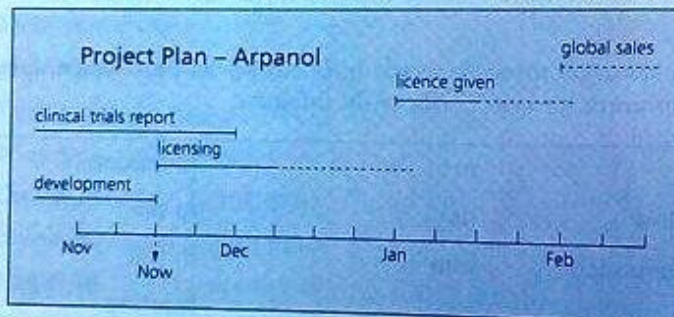 Project Plan – Arpanol
global sales
licence given
clinical trials report
licensing
development
Nov
Dec
Jan
Feb
Now